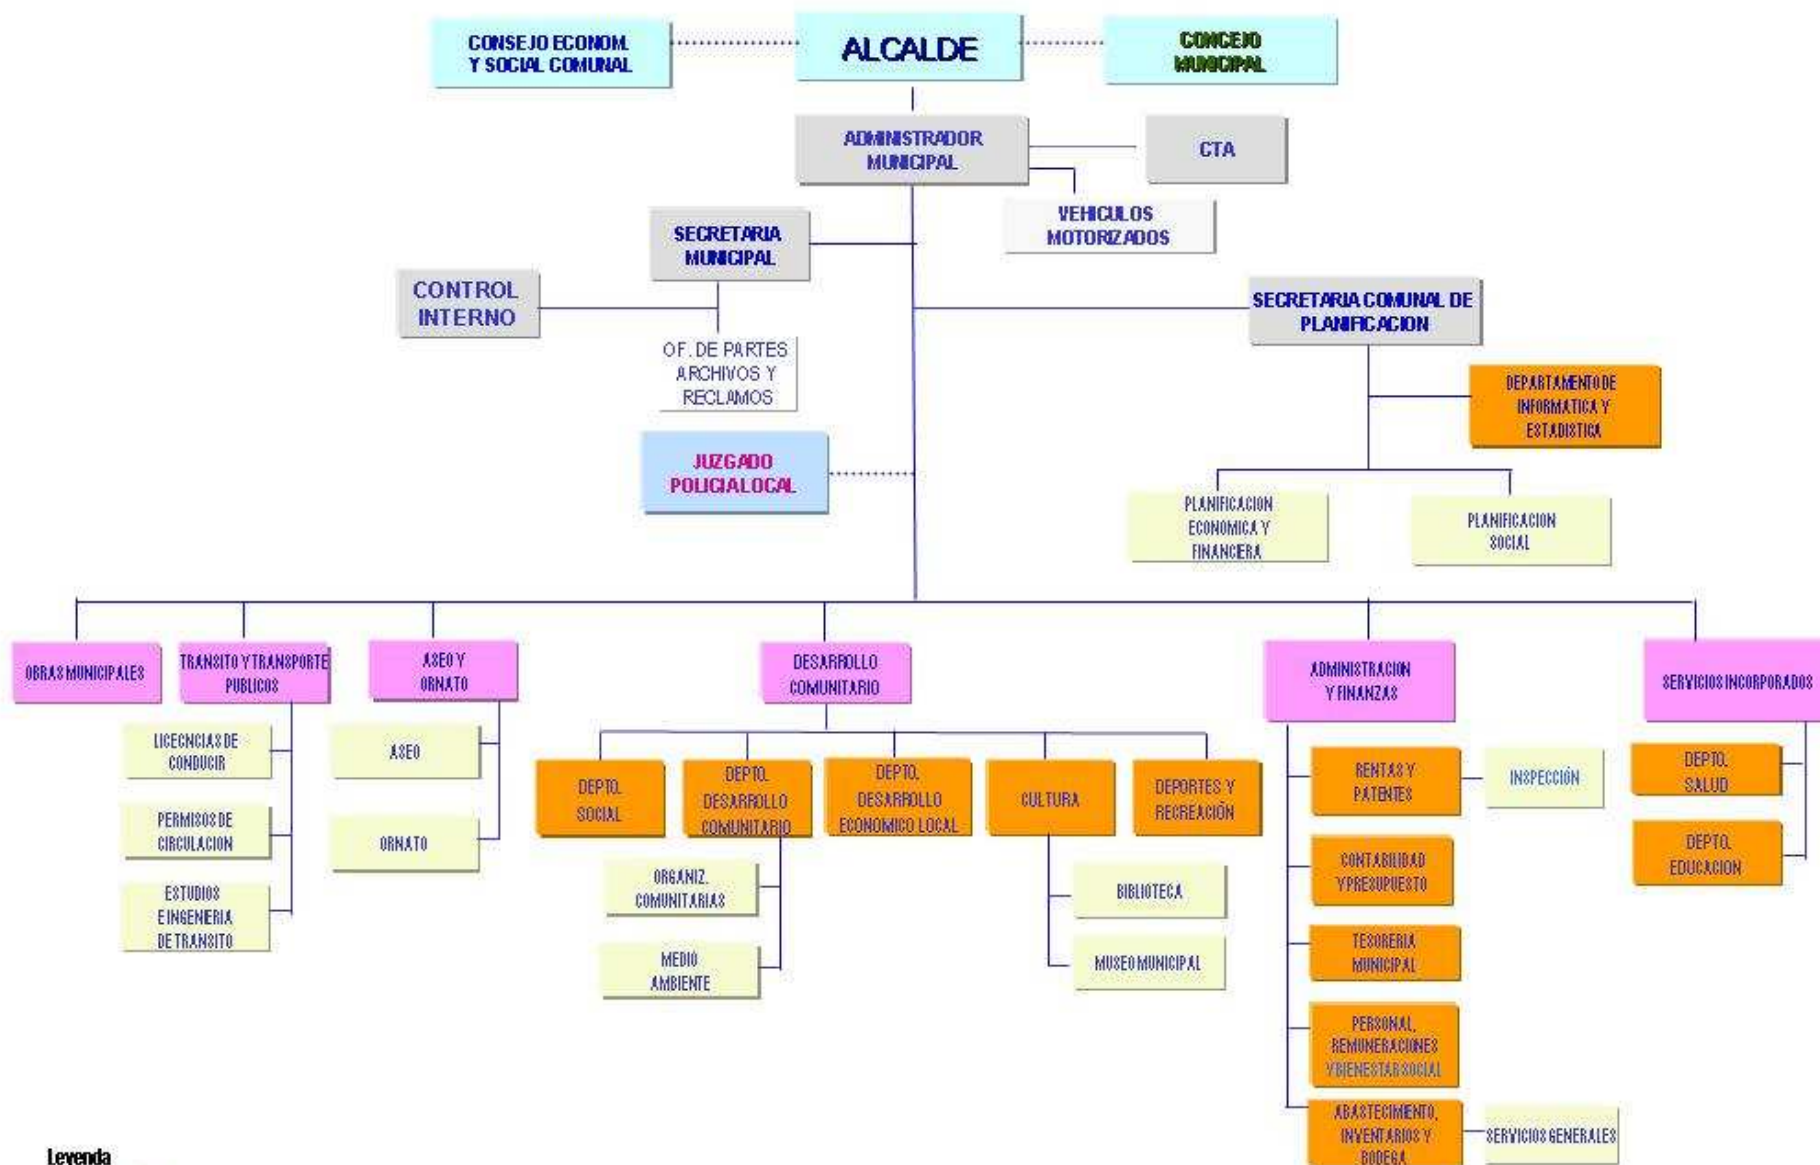 CONSEJO ECONOM.
Y SOCIAL COMUNAL
ALCALDE
CONCEJO
MUNICIPAL
ADMINISTRADOR
MUNICIPAL
CTA
VEHICULOS
MOTORIZADOS
SECRETARIA
MUNICIPAL
CONTROL
INTERNO
OF. DE PARTES
ARCHIVOS Y
RECLAMOS
SECRETARIA COMUNAL DE
PLANIFICACION
DEPARTAMENTO DE
INFORMATICA Y
ESTADISTICA
JUZGADO
POLICIA LOCAL
PLANIFICACION
ECONOMICA Y
FINANCIERA
PLANIFICACION
SOCIAL
OBRAS MUNICIPALES
TRANSITO Y TRANSPORTE
PUBLICOS
ASEO Y
ORNATO
DESARROLLO
COMUNITARIO
ADMINISTRACION
Y FINANZAS
SERVICIOS INCORPORADOS
LICECNCIAS DE
CONDUCIR
PERMISOS DE
CIRCULACION
ESTUDIOS
E INGENERIA
DE TRANSITO
ASEO
ORNATO
DEPTO.
SOCIAL
DEPTO.
DESARROLLO
COMUNITARIO
DEPTO.
DESARROLLO
ECONOMICO LOCAL
CULTURA
DEPORTES Y
RECREACIÓN
ORGANIZ.
COMUNITARIAS
MEDIO
AMBIENTE
BIBLIOTECA
MUSEO MUNICIPAL
RENTAS Y
PATENTES
INSPECCIÓN
CONTABILIDAD
Y PRESUPUESTO
TESORERIA
MUNICIPAL
PERSONAL,
REMUNERACIONES
Y BIENESTAR SOCIAL
ABASTECIMIENTO,
INVENTARIOS Y
BODEGA
SERVICIOS GENERALES
DEPTO.
SALUD
DEPTO.
EDUCACION
Leyenda